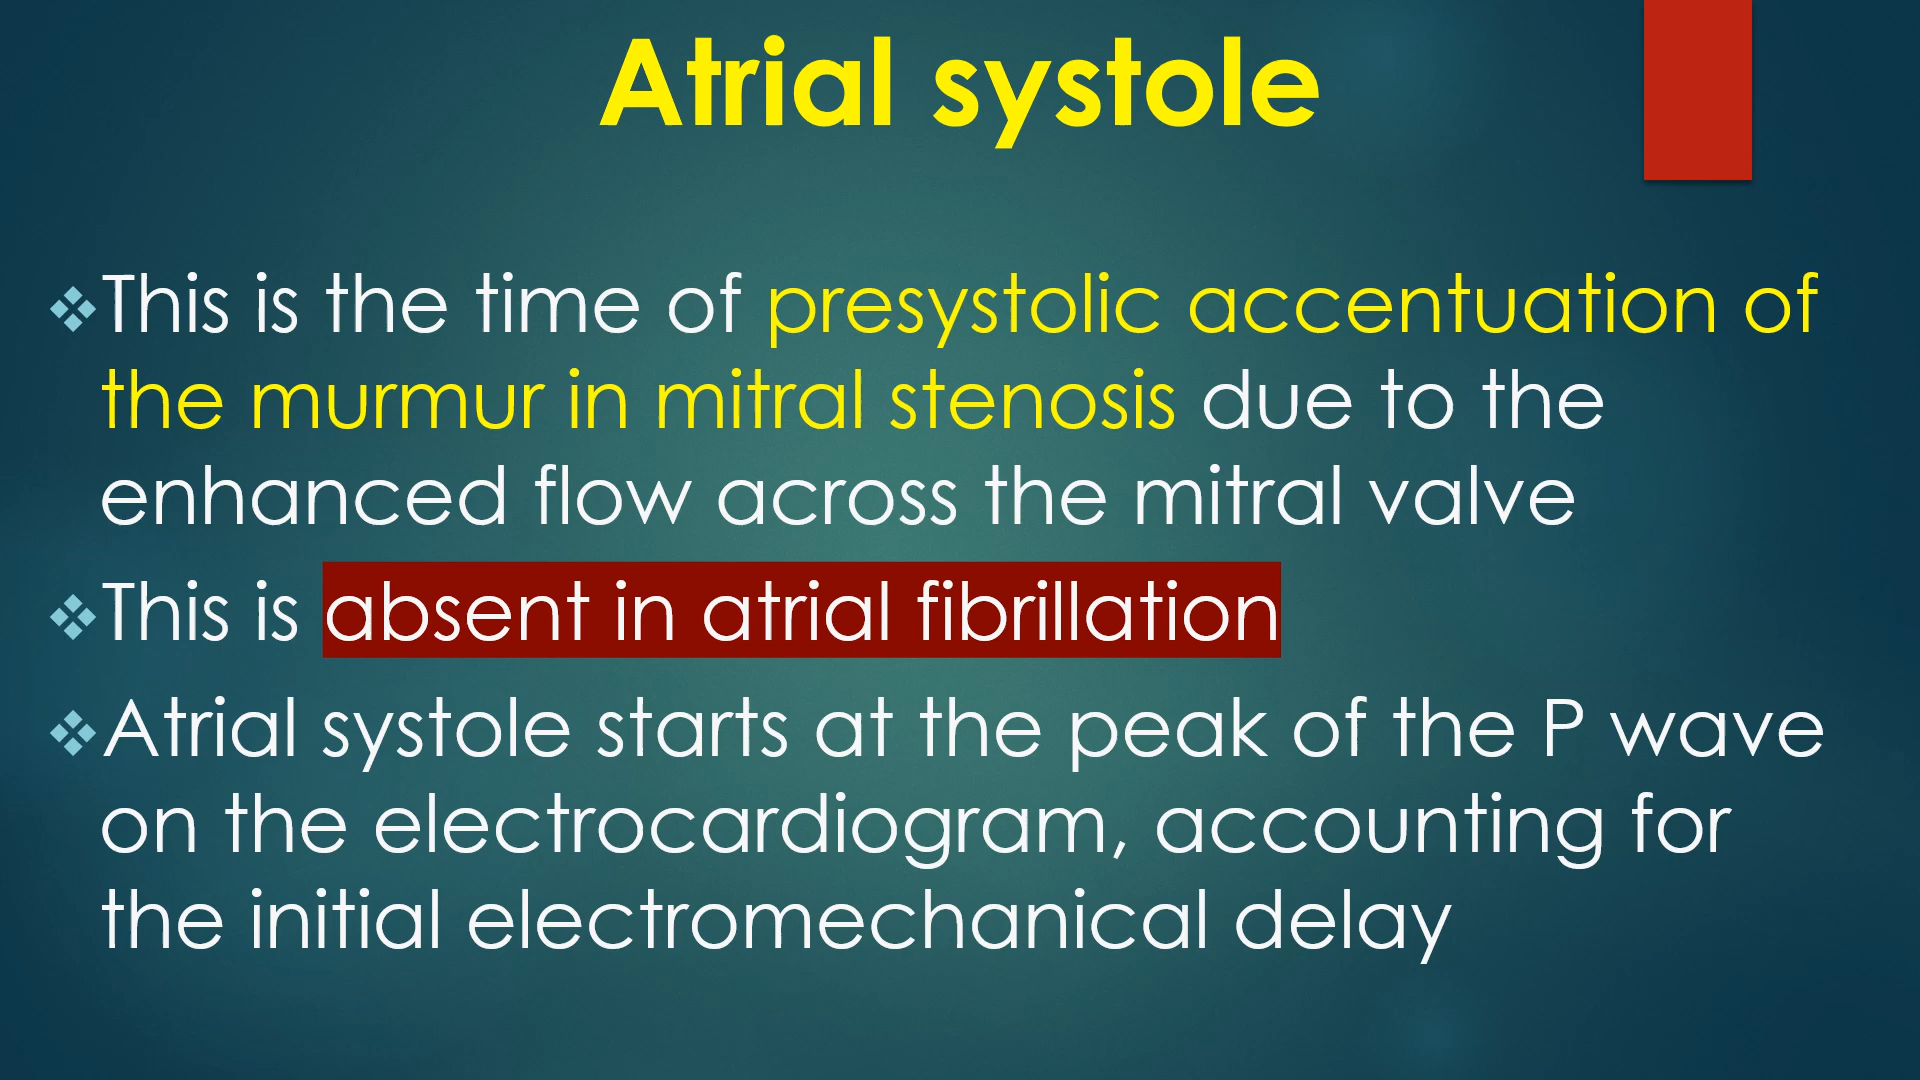 Atrial systole
❖This is the time of presystolic accentuation of
the murmur in mitral stenosis due to the
enhanced flow across the mitral valve
❖This is absent in atrial fibrillation
❖Atrial systole starts at the peak of the P wave
on the electrocardiogram, accounting for
the initial electromechanical delay